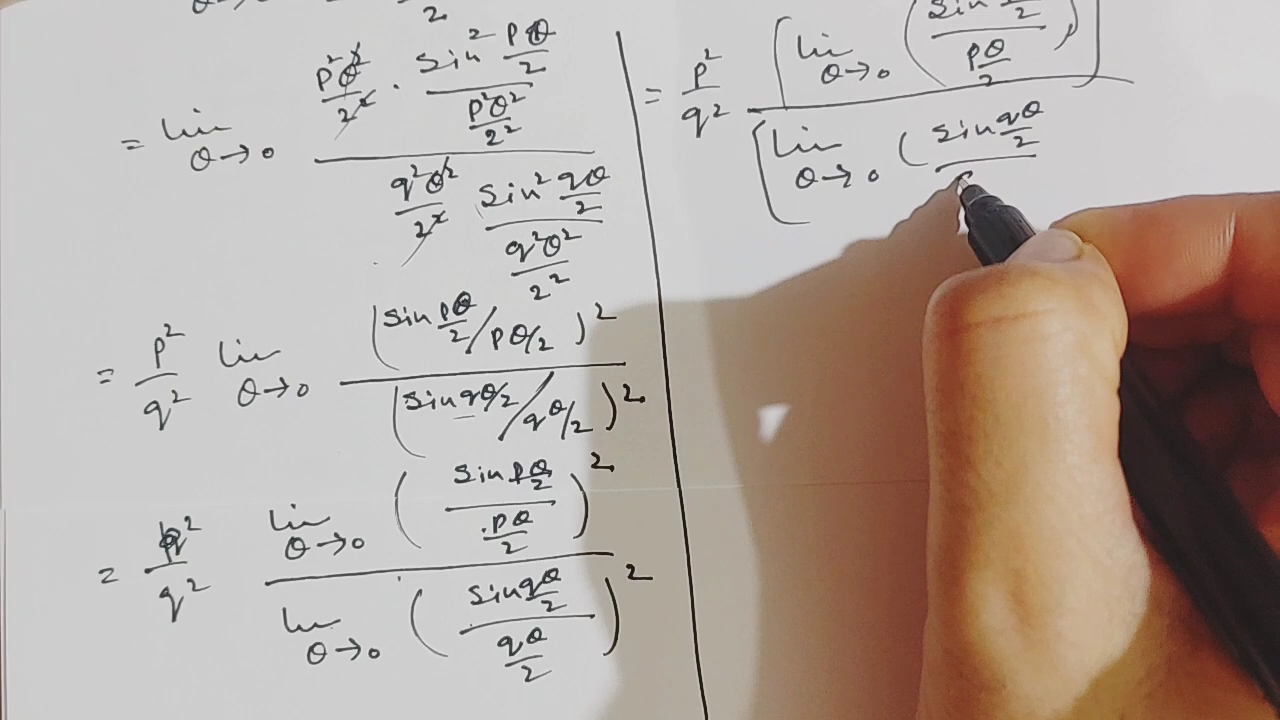 θ→0 2
= lim θ→0 (p²θ²/2² · sin² pθ/2 / (p²θ²/2²)) / (q²θ²/2² sin² qθ/2 / (q²θ²/2²))
= p²/q² lim θ→0 (sin pθ/2 / pθ/2)² / (sin qθ/2 / qθ/2)²
= p²/q² lim θ→0 (sin pθ/2 / pθ/2)² / lim θ→0 (sin qθ/2 / qθ/2)²
= p²/q² [lim θ→0 (sin /2 / pθ/2)] / [lim θ→0 (sin qθ/2 /